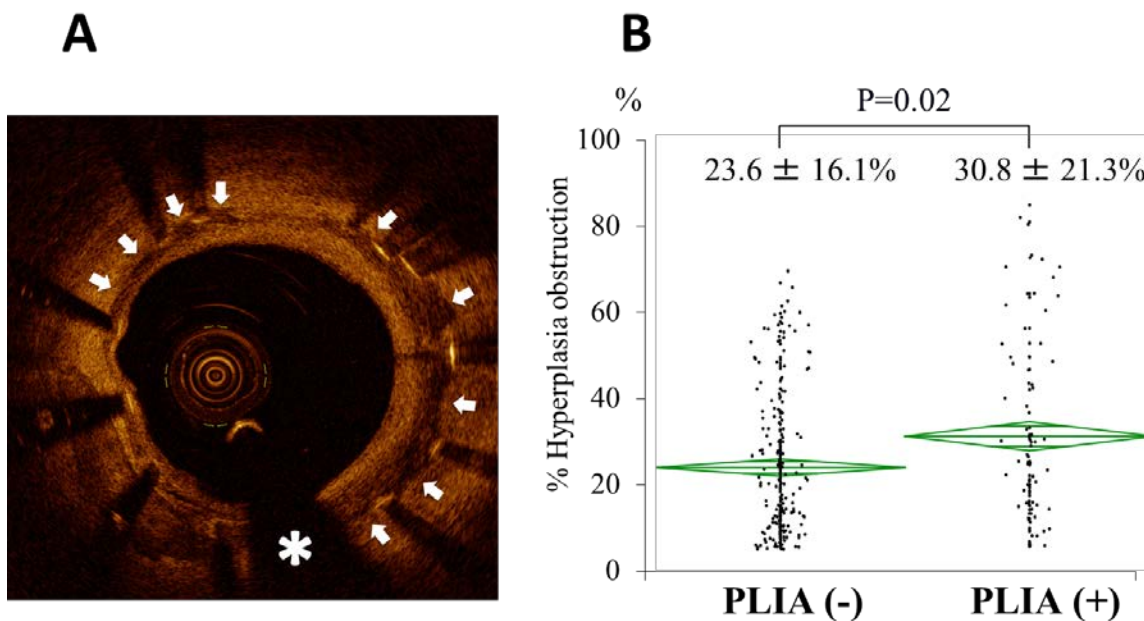 A
B
%
P=0.02
100
23.6 ± 16.1%
30.8 ± 21.3%
80
60
40
20
0
% Hyperplasia obstruction
PLIA (-)
PLIA (+)
*